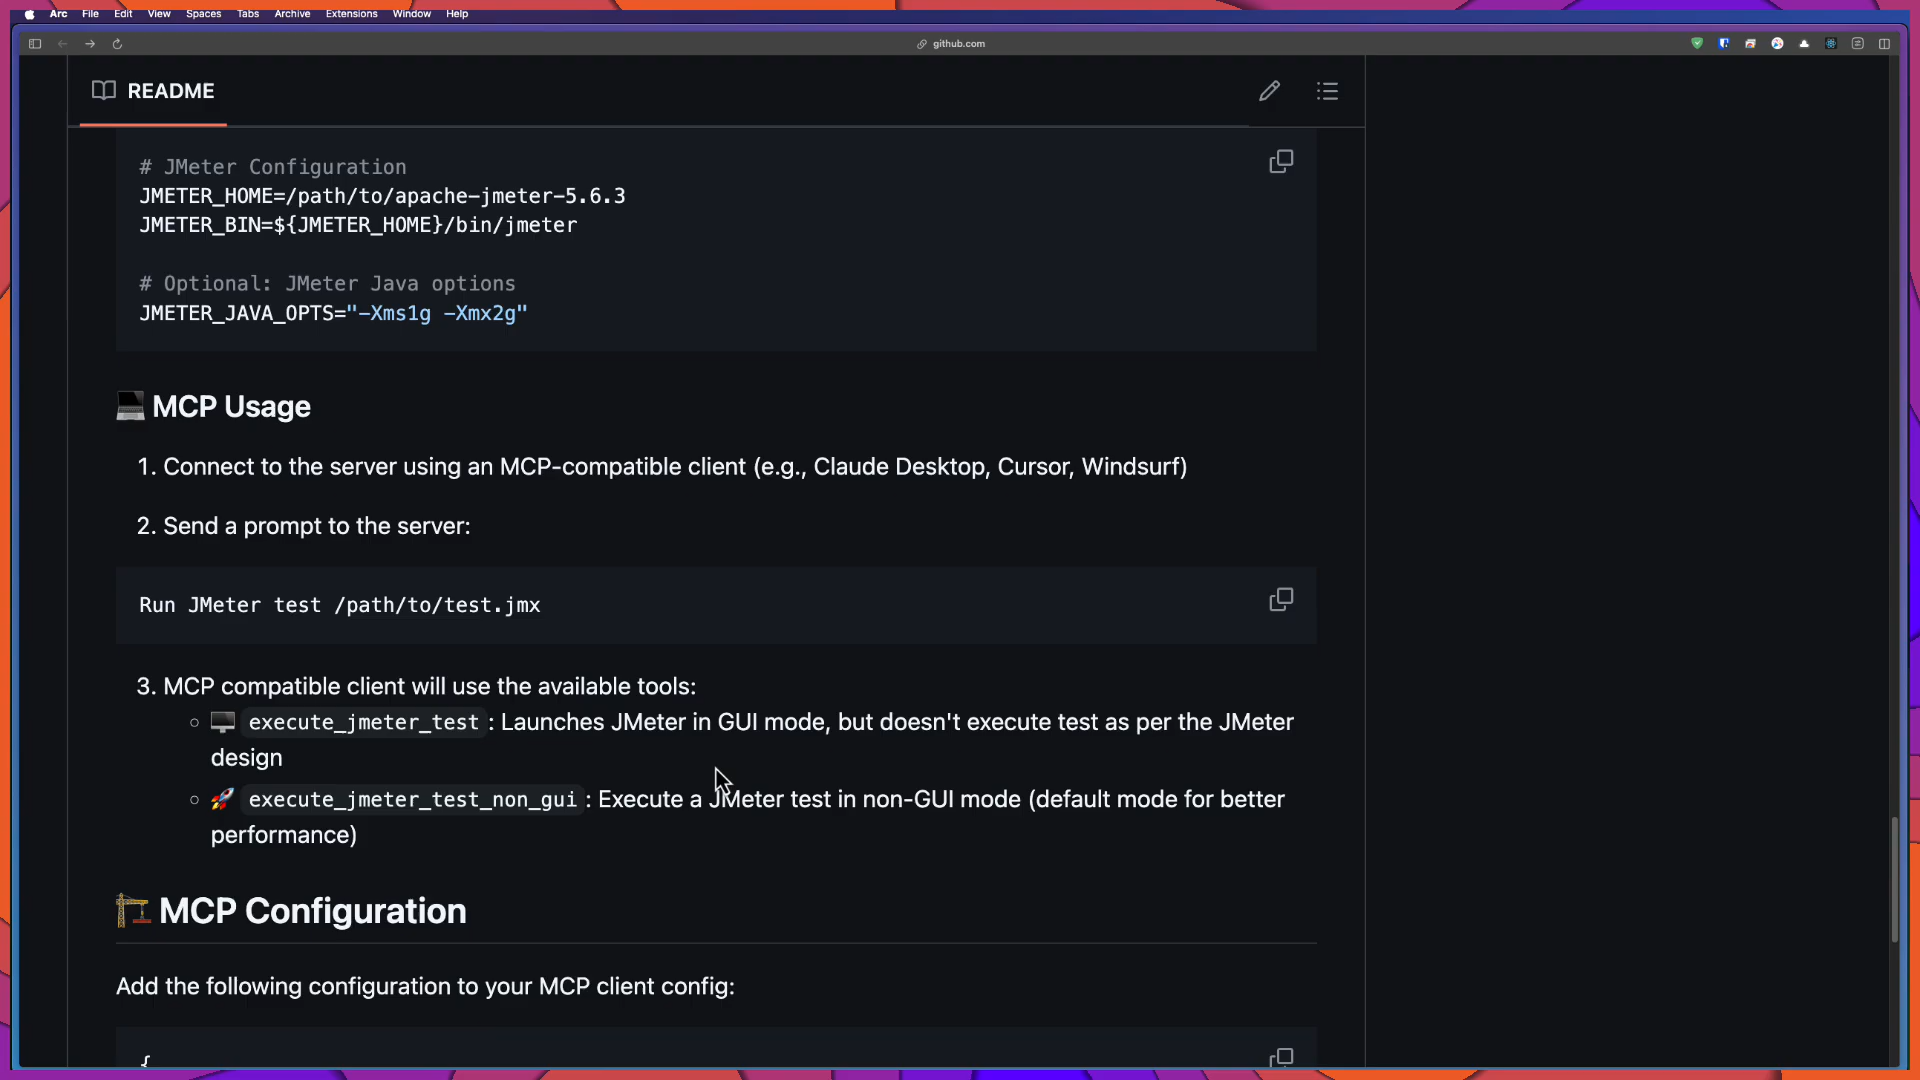 Arc File Edit View Spaces Tabs Archive Extensions Window Help
github.com
README
# JMeter Configuration
JMETER_HOME=/path/to/apache-jmeter-5.6.3
JMETER_BIN=${JMETER_HOME}/bin/jmeter
# Optional: JMeter Java options
JMETER_JAVA_OPTS="-Xms1g -Xmx2g"
MCP Usage
1. Connect to the server using an MCP-compatible client (e.g., Claude Desktop, Cursor, Windsurf)
2. Send a prompt to the server:
Run JMeter test /path/to/test.jmx
3. MCP compatible client will use the available tools:
execute_jmeter_test : Launches JMeter in GUI mode, but doesn't execute test as per the JMeter
design
execute_jmeter_test_non_gui : Execute a JMeter test in non-GUI mode (default mode for better
performance)
MCP Configuration
Add the following configuration to your MCP client config:
{